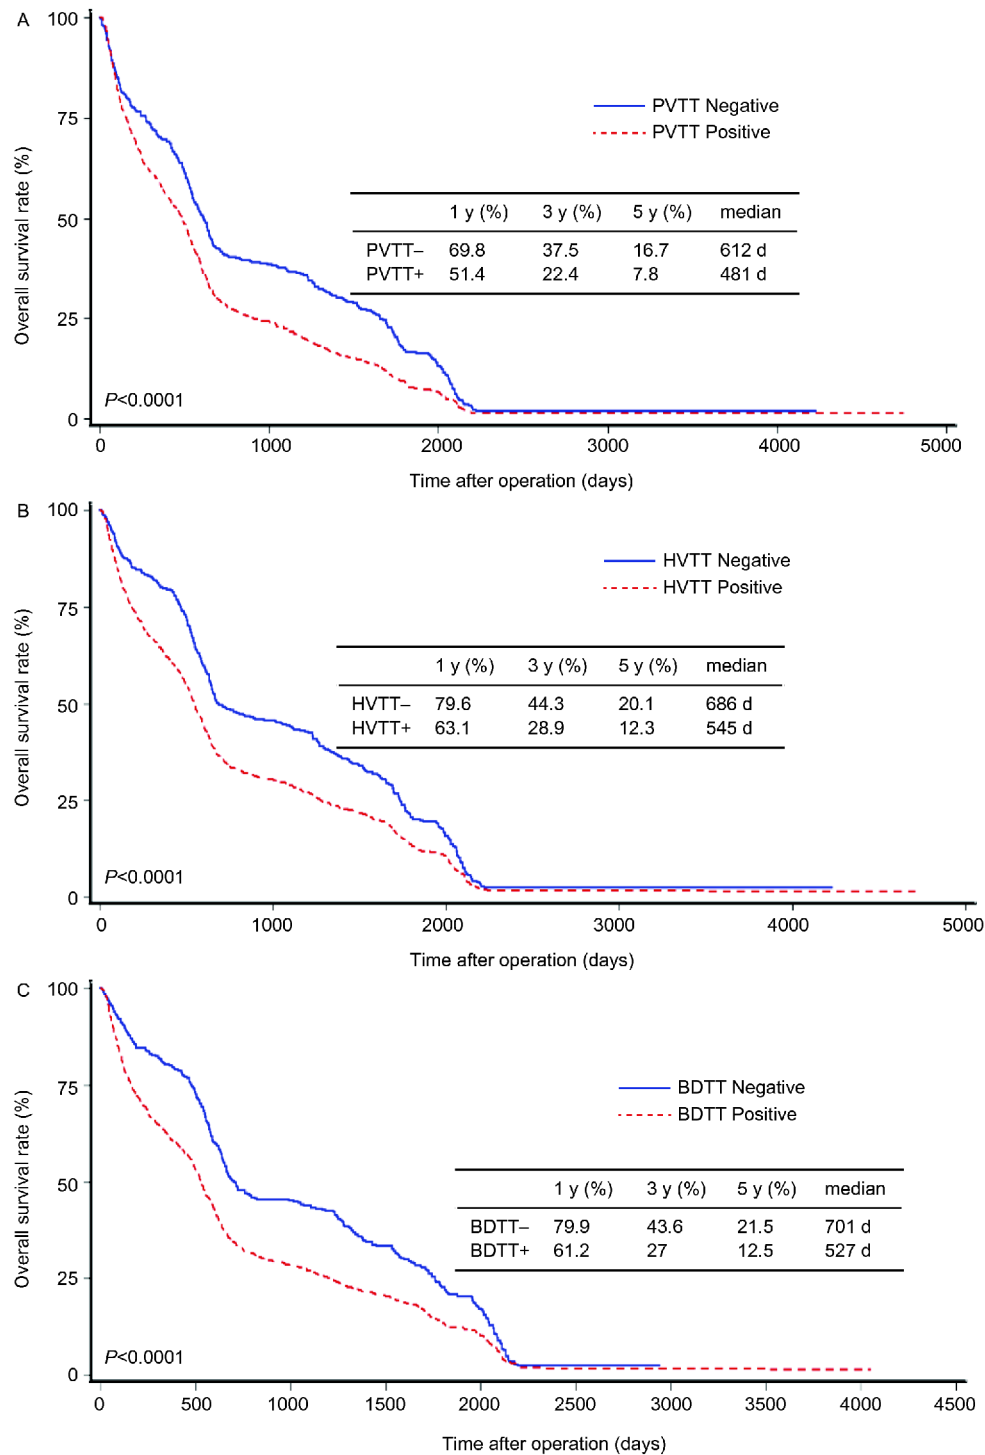 A
100
75
50
25
0
Overall survival rate (%)
PVTT Negative
PVTT Positive
1 y (%) 3 y (%) 5 y (%) median
PVTT– 69.8 37.5 16.7 612 d
PVTT+ 51.4 22.4 7.8 481 d
P<0.0001
0 1000 2000 3000 4000 5000
Time after operation (days)
B
100
75
50
25
0
Overall survival rate (%)
HVTT Negative
HVTT Positive
1 y (%) 3 y (%) 5 y (%) median
HVTT– 79.6 44.3 20.1 686 d
HVTT+ 63.1 28.9 12.3 545 d
P<0.0001
0 1000 2000 3000 4000 5000
Time after operation (days)
C
100
75
50
25
0
Overall survival rate (%)
BDTT Negative
BDTT Positive
1 y (%) 3 y (%) 5 y (%) median
BDTT– 79.9 43.6 21.5 701 d
BDTT+ 61.2 27 12.5 527 d
P<0.0001
0 500 1000 1500 2000 2500 3000 3500 4000 4500
Time after operation (days)